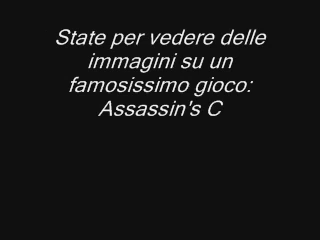 State per vedere delle
immagini su un
famosissimo gioco:
Assassin's C